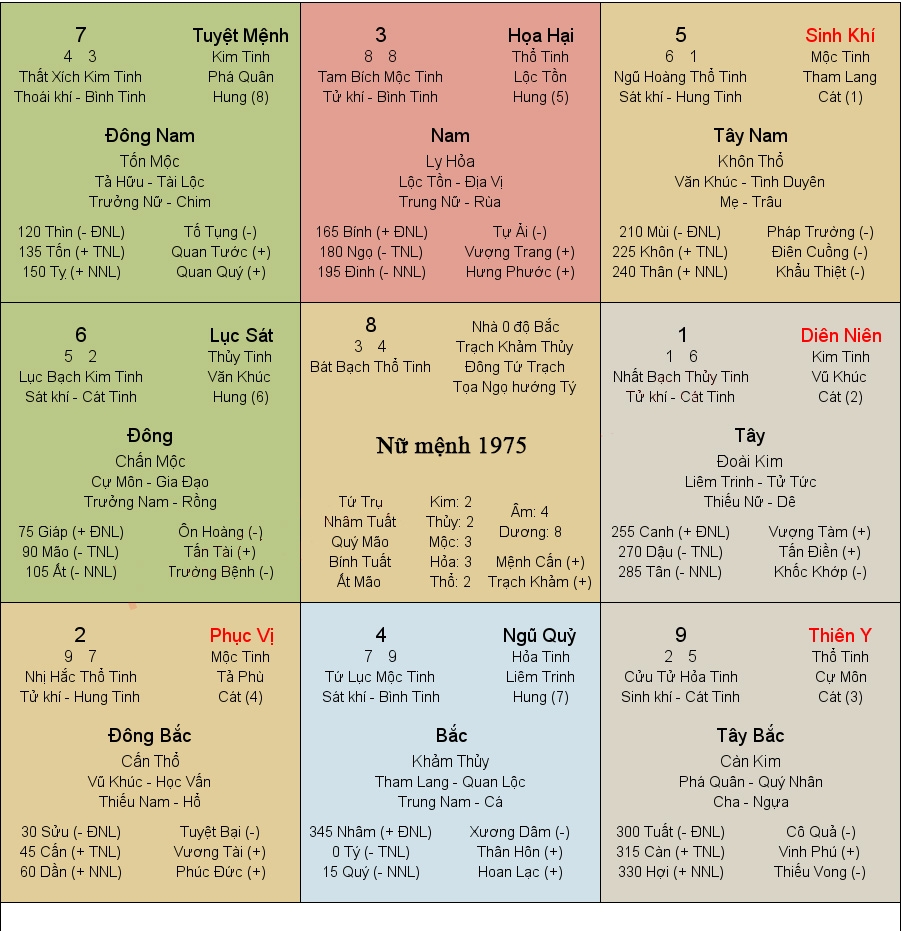 7 Tuyệt Mệnh
4 3 Kim Tinh
Thất Xích Kim Tinh Phá Quân
Thoái khí - Bình Tinh Hung (8)
Đông Nam
Tốn Mộc
Tả Hữu - Tài Lộc
Trưởng Nữ - Chim
120 Thìn (- ĐNL) Tố Tụng (-)
135 Tốn (+ TNL) Quan Tước (+)
150 Tỵ (+ NNL) Quan Quý (+)
3 Họa Hại
8 8 Thổ Tinh
Tam Bích Mộc Tinh Lộc Tồn
Tử khí - Bình Tinh Hung (5)
Nam
Ly Hỏa
Lộc Tồn - Địa Vị
Trung Nữ - Rùa
165 Bính (+ ĐNL) Tự Ải (-)
180 Ngọ (- TNL) Vượng Trang (+)
195 Đinh (- NNL) Hưng Phước (+)
5 Sinh Khí
6 1 Mộc Tinh
Ngũ Hoàng Thổ Tinh Tham Lang
Sát khí - Hung Tinh Cát (1)
Tây Nam
Khôn Thổ
Văn Khúc - Tình Duyên
Mẹ - Trâu
210 Mùi (- ĐNL) Pháp Trường (-)
225 Khôn (+ TNL) Điên Cuồng (-)
240 Thân (+ NNL) Khẩu Thiệt (-)
6 Lục Sát
5 2 Thủy Tinh
Lục Bạch Kim Tinh Văn Khúc
Sát khí - Cát Tinh Hung (6)
Đông
Chấn Mộc
Cự Môn - Gia Đạo
Trưởng Nam - Rồng
75 Giáp (+ ĐNL) Ôn Hoàng (-)
90 Mão (- TNL) Tấn Tài (+)
105 Ất (- NNL) Trưởng Bệnh (-)
8 Nhà 0 độ Bắc
3 4 Trạch Khảm Thủy
Bát Bạch Thổ Tinh Đông Tứ Trạch
Tọa Ngọ hướng Tý
Nữ mệnh 1975
Tứ Trụ Kim: 2
Nhâm Tuất Thủy: 2 Âm: 4
Quý Mão Mộc: 3 Dương: 8
Bính Tuất Hỏa: 3 Mệnh Cấn (+)
Ất Mão Thổ: 2 Trạch Khảm (+)
1 Diên Niên
1 6 Kim Tinh
Nhất Bạch Thủy Tinh Vũ Khúc
Tử khí - Cát Tinh Cát (2)
Tây
Đoài Kim
Liêm Trinh - Tử Tức
Thiếu Nữ - Dê
255 Canh (+ ĐNL) Vượng Tàm (+)
270 Dậu (- TNL) Tấn Điền (+)
285 Tân (- NNL) Khốc Khớp (-)
2 Phục Vị
9 7 Mộc Tinh
Nhị Hắc Thổ Tinh Tả Phù
Tử khí - Hung Tinh Cát (4)
Đông Bắc
Cấn Thổ
Vũ Khúc - Học Vấn
Thiếu Nam - Hổ
30 Sửu (- ĐNL) Tuyệt Bại (-)
45 Cấn (+ TNL) Vương Tài (+)
60 Dần (+ NNL) Phúc Đức (+)
4 Ngũ Quỷ
7 9 Hỏa Tinh
Tứ Lục Mộc Tinh Liêm Trinh
Sát khí - Bình Tinh Hung (7)
Bắc
Khảm Thủy
Tham Lang - Quan Lộc
Trung Nam - Cá
345 Nhâm (+ ĐNL) Xương Dâm (-)
0 Tý (- TNL) Thân Hôn (+)
15 Quý (- NNL) Hoan Lạc (+)
9 Thiên Y
2 5 Thổ Tinh
Cửu Tử Hỏa Tinh Cự Môn
Sinh khí - Cát Tinh Cát (3)
Tây Bắc
Càn Kim
Phá Quân - Quý Nhân
Cha - Ngựa
300 Tuất (- ĐNL) Cô Quả (-)
315 Càn (+ TNL) Vinh Phú (+)
330 Hợi (+ NNL) Thiếu Vong (-)